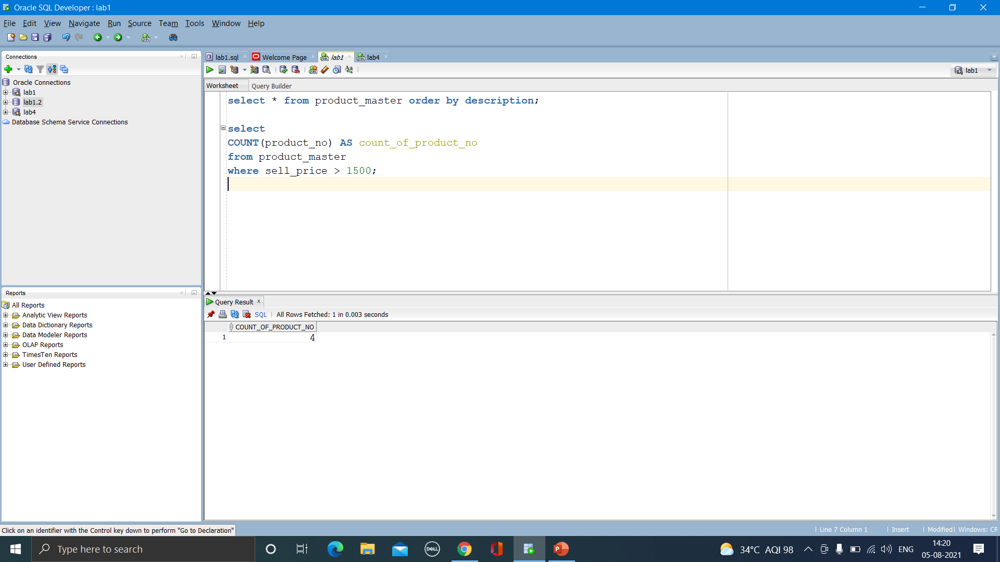 Oracle SQL Developer : lab1
File Edit View Navigate Run Source Team Tools Window Help
Connections
Oracle Connections
lab1
lab1.2
lab4
Database Schema Service Connections
Reports
All Reports
Analytic View Reports
Data Dictionary Reports
Data Modeler Reports
OLAP Reports
TimesTen Reports
User Defined Reports
lab1.sql Welcome Page lab1 lab4
lab1
Worksheet Query Builder
select * from product_master order by description;
select
COUNT(product_no) AS count_of_product_no
from product_master
where sell_price > 1500;
Query Result
SQL All Rows Fetched: 1 in 0.003 seconds
COUNT_OF_PRODUCT_NO
1 4
Click on an identifier with the Control key down to perform "Go to Declaration"
Line 7 Column 1 Insert Modified Windows: CR
Type here to search
DELL
34°C AQI 98
ENG
14:20
05-08-2021